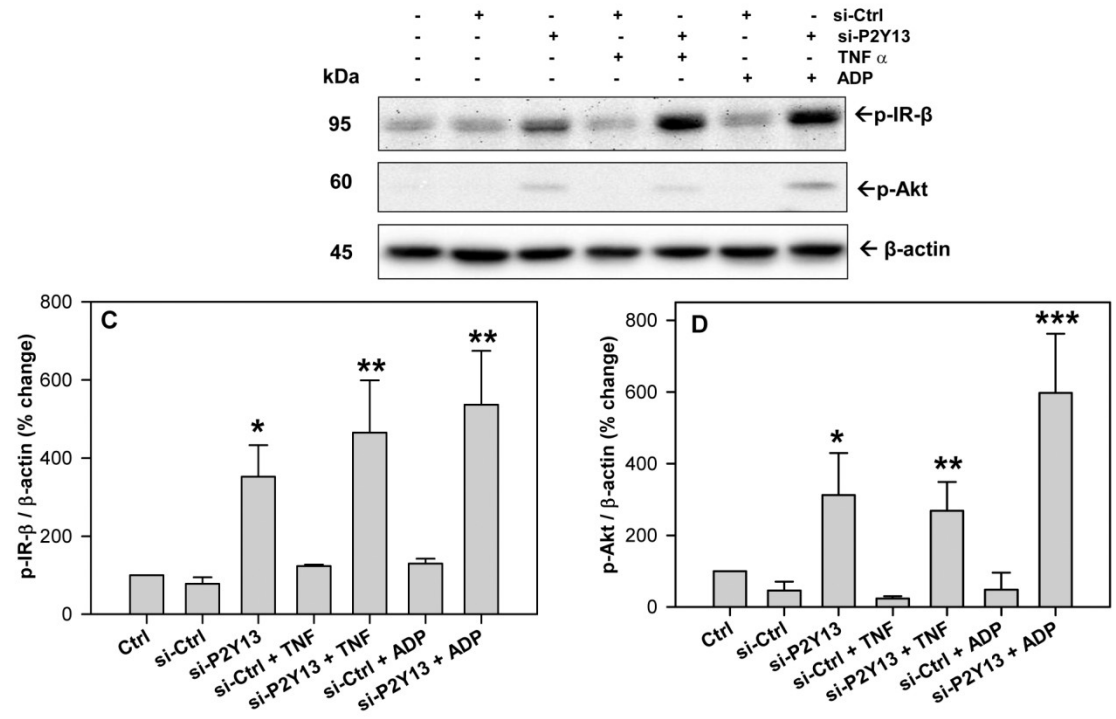 - + - + - + - si-Ctrl
- - + - + - + si-P2Y13
- - - + + - - TNF α
- - - - - + + ADP
kDa
95 ←p-IR-β
60 ←p-Akt
45 ← β-actin
C
p-IR-β / β-actin (% change)
800
600
400
200
0
*
**
**
Ctrl
si-Ctrl
si-P2Y13
si-Ctrl + TNF
si-P2Y13 + TNF
si-Ctrl + ADP
si-P2Y13 + ADP
D
p-Akt / β-actin (% change)
800
600
400
200
0
*
**
***
Ctrl
si-Ctrl
si-P2Y13
si-Ctrl + TNF
si-P2Y13 + TNF
si-Ctrl + ADP
si-P2Y13 + ADP